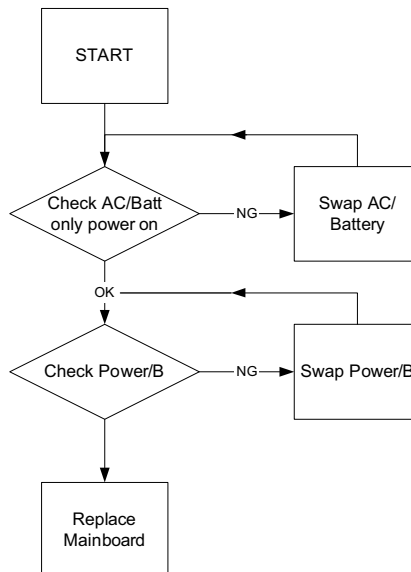 START
Check AC/Batt
only power on
NG
Swap AC/
Battery
OK
Check Power/B
NG
Swap Power/B
Replace
Mainboard